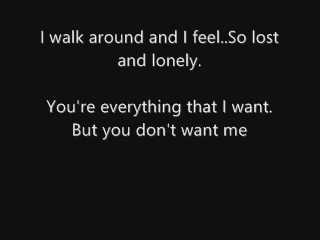 I walk around and I feel..So lost
and lonely.
You're everything that I want.
But you don't want me